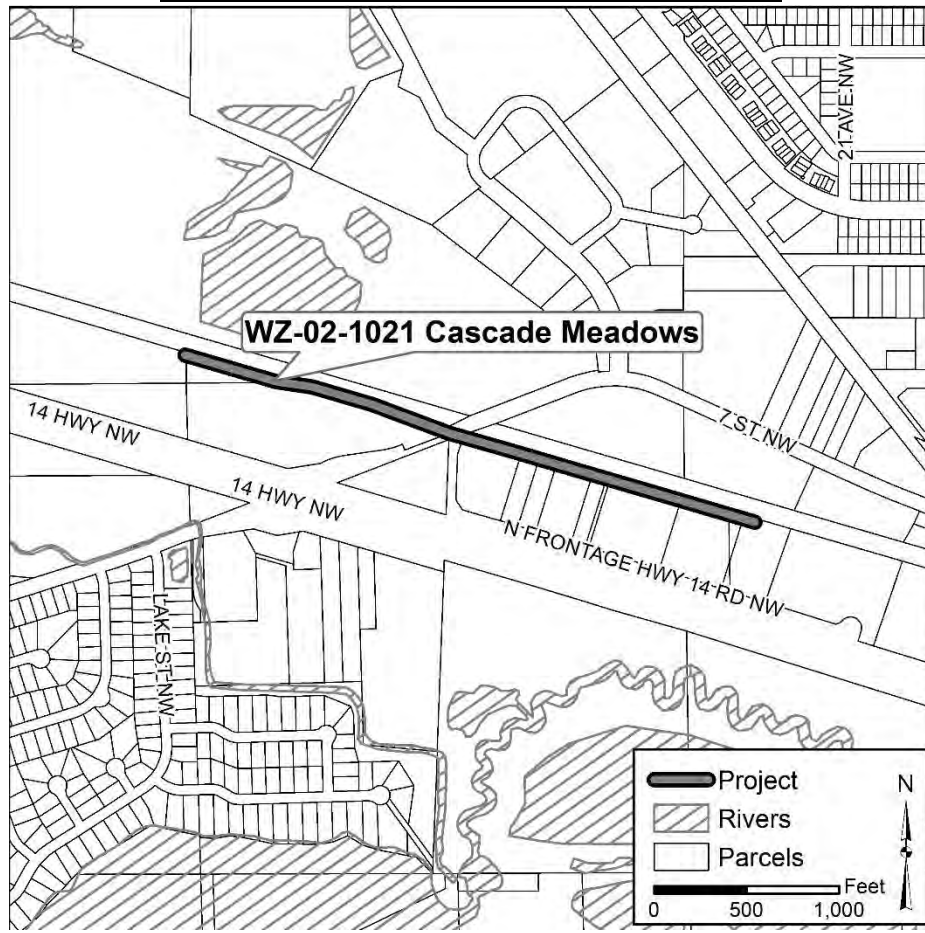 21 AVE NW
WZ-02-1021 Cascade Meadows
14 HWY NW
7 ST NW
14 HWY NW
N FRONTAGE HWY 14 RD NW
LAKE ST NW
Project
Rivers
Parcels
N
Feet
0 500 1,000